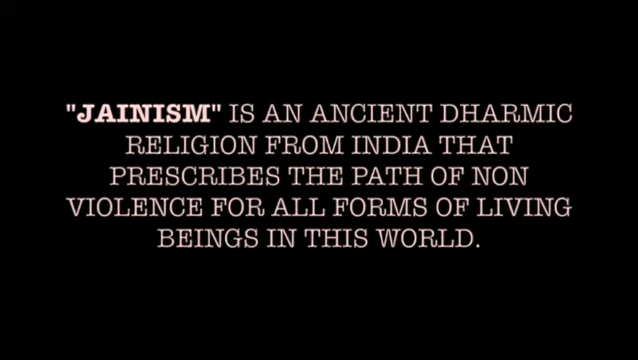 "JAINISM" IS AN ANCIENT DHARMIC
RELIGION FROM INDIA THAT
PRESCRIBES THE PATH OF NON
VIOLENCE FOR ALL FORMS OF LIVING
BEINGS IN THIS WORLD.